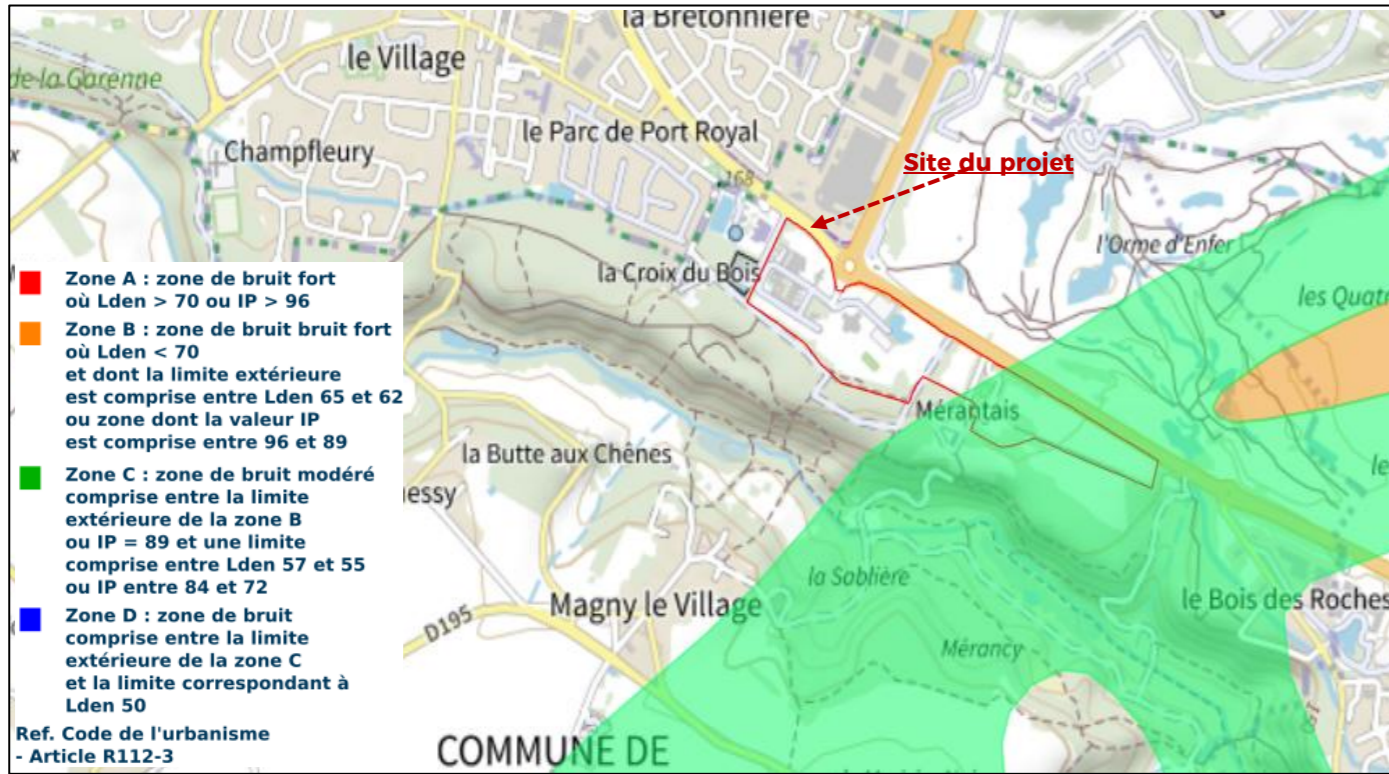 la Bretonnière
le Village
de-la-Garenne
le Parc de Port Royal
Champfleury
168
Site du projet
l'Orme d'Enfer
la Croix du Bois
les Quatr
Zone A : zone de bruit fort
où Lden > 70 ou IP > 96
Zone B : zone de bruit bruit fort
où Lden < 70
et dont la limite extérieure
est comprise entre Lden 65 et 62
ou zone dont la valeur IP
est comprise entre 96 et 89
Zone C : zone de bruit modéré
comprise entre la limite
extérieure de la zone B
ou IP = 89 et une limite
comprise entre Lden 57 et 55
ou IP entre 84 et 72
Zone D : zone de bruit
comprise entre la limite
extérieure de la zone C
et la limite correspondant à
Lden 50
Ref. Code de l'urbanisme
- Article R112-3
Mérantais
la Butte aux Chênes
le
uessy
la Sablière
Magny le Village
le Bois des Roches
D195
Mérancy
COMMUNE DE